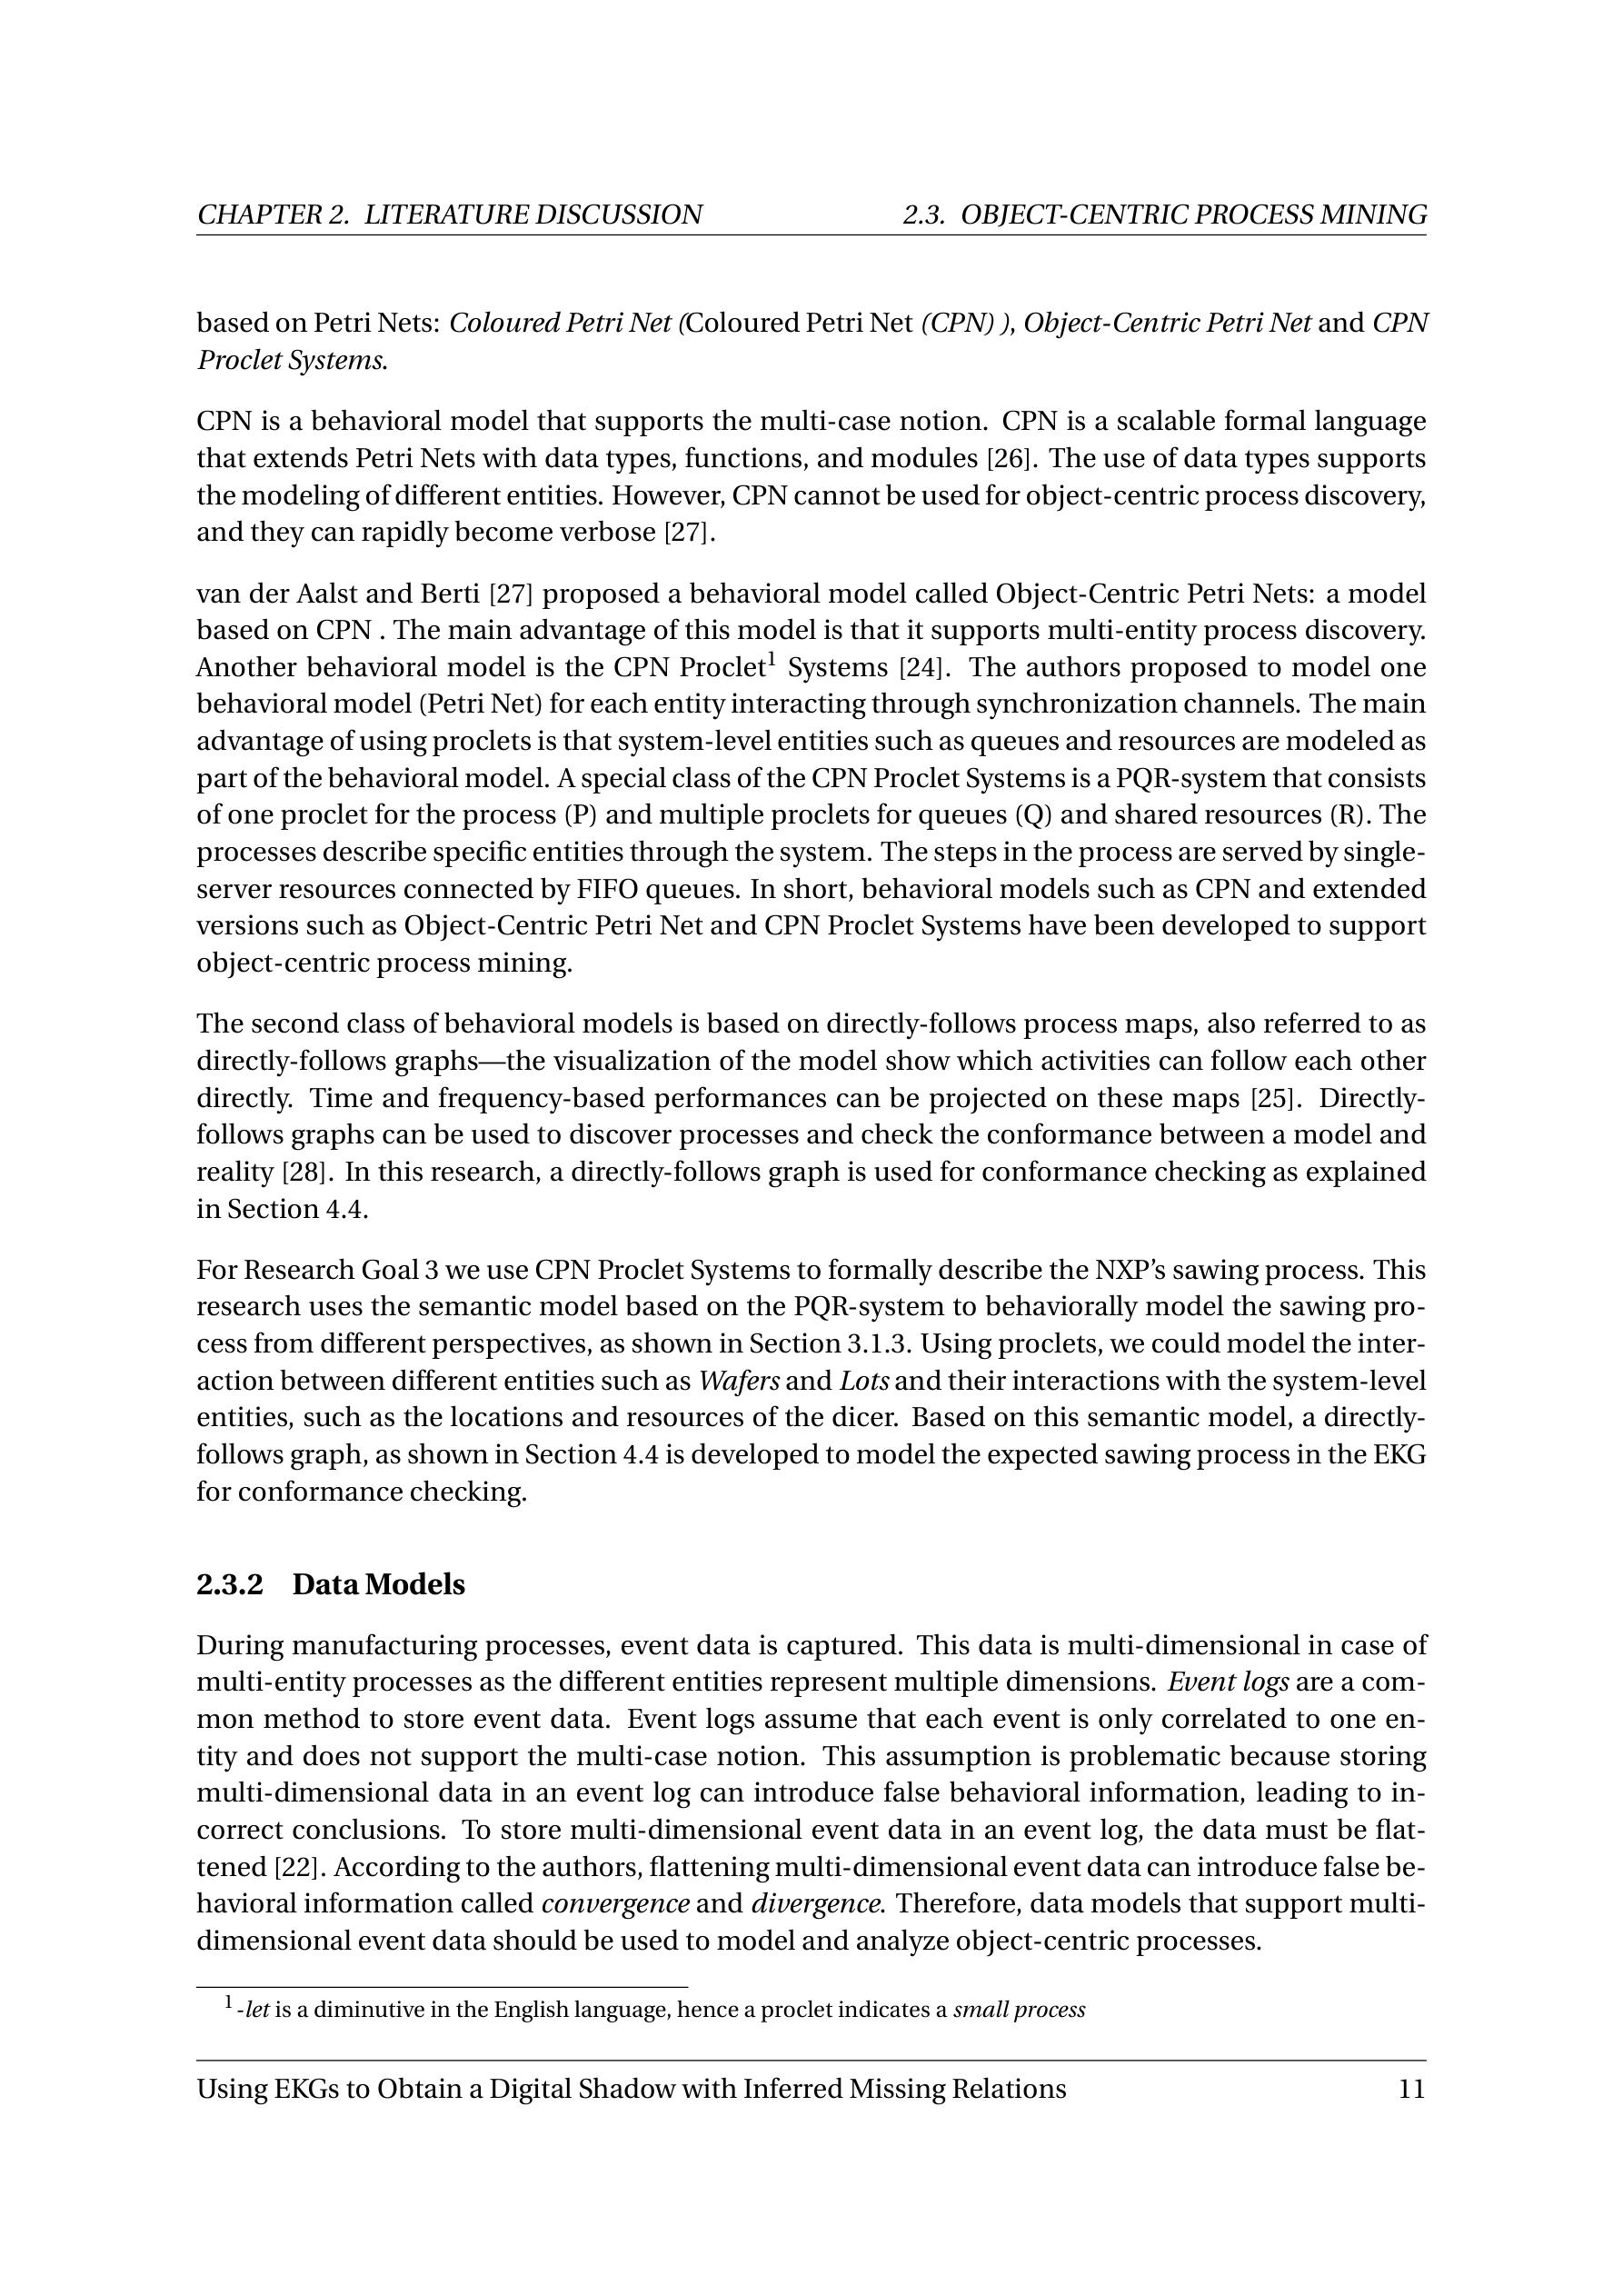 CHAPTER 2. LITERATURE DISCUSSION 2.3. OBJECT-CENTRIC PROCESS MINING
based on Petri Nets: Coloured Petri Net (Coloured Petri Net (CPN) ), Object-Centric Petri Net and CPN
Proclet Systems.
CPN is a behavioral model that supports the multi-case notion. CPN is a scalable formal language
that extends Petri Nets with data types, functions, and modules [26]. The use of data types supports
the modeling of different entities. However, CPN cannot be used for object-centric process discovery,
and they can rapidly become verbose [27].
van der Aalst and Berti [27] proposed a behavioral model called Object-Centric Petri Nets: a model
based on CPN . The main advantage of this model is that it supports multi-entity process discovery.
Another behavioral model is the CPN Proclet1 Systems [24]. The authors proposed to model one
behavioral model (Petri Net) for each entity interacting through synchronization channels. The main
advantage of using proclets is that system-level entities such as queues and resources are modeled as
part of the behavioral model. A special class of the CPN Proclet Systems is a PQR-system that consists
of one proclet for the process (P) and multiple proclets for queues (Q) and shared resources (R). The
processes describe specific entities through the system. The steps in the process are served by single-
server resources connected by FIFO queues. In short, behavioral models such as CPN and extended
versions such as Object-Centric Petri Net and CPN Proclet Systems have been developed to support
object-centric process mining.
The second class of behavioral models is based on directly-follows process maps, also referred to as
directly-follows graphs—the visualization of the model show which activities can follow each other
directly. Time and frequency-based performances can be projected on these maps [25]. Directly-
follows graphs can be used to discover processes and check the conformance between a model and
reality [28]. In this research, a directly-follows graph is used for conformance checking as explained
in Section 4.4.
For Research Goal 3 we use CPN Proclet Systems to formally describe the NXP's sawing process. This
research uses the semantic model based on the PQR-system to behaviorally model the sawing pro-
cess from different perspectives, as shown in Section 3.1.3. Using proclets, we could model the inter-
action between different entities such as Wafers and Lots and their interactions with the system-level
entities, such as the locations and resources of the dicer. Based on this semantic model, a directly-
follows graph, as shown in Section 4.4 is developed to model the expected sawing process in the EKG
for conformance checking.
2.3.2 Data Models
During manufacturing processes, event data is captured. This data is multi-dimensional in case of
multi-entity processes as the different entities represent multiple dimensions. Event logs are a com-
mon method to store event data. Event logs assume that each event is only correlated to one en-
tity and does not support the multi-case notion. This assumption is problematic because storing
multi-dimensional data in an event log can introduce false behavioral information, leading to in-
correct conclusions. To store multi-dimensional event data in an event log, the data must be flat-
tened [22]. According to the authors, flattening multi-dimensional event data can introduce false be-
havioral information called convergence and divergence. Therefore, data models that support multi-
dimensional event data should be used to model and analyze object-centric processes.
1 -let is a diminutive in the English language, hence a proclet indicates a small process
Using EKGs to Obtain a Digital Shadow with Inferred Missing Relations 11